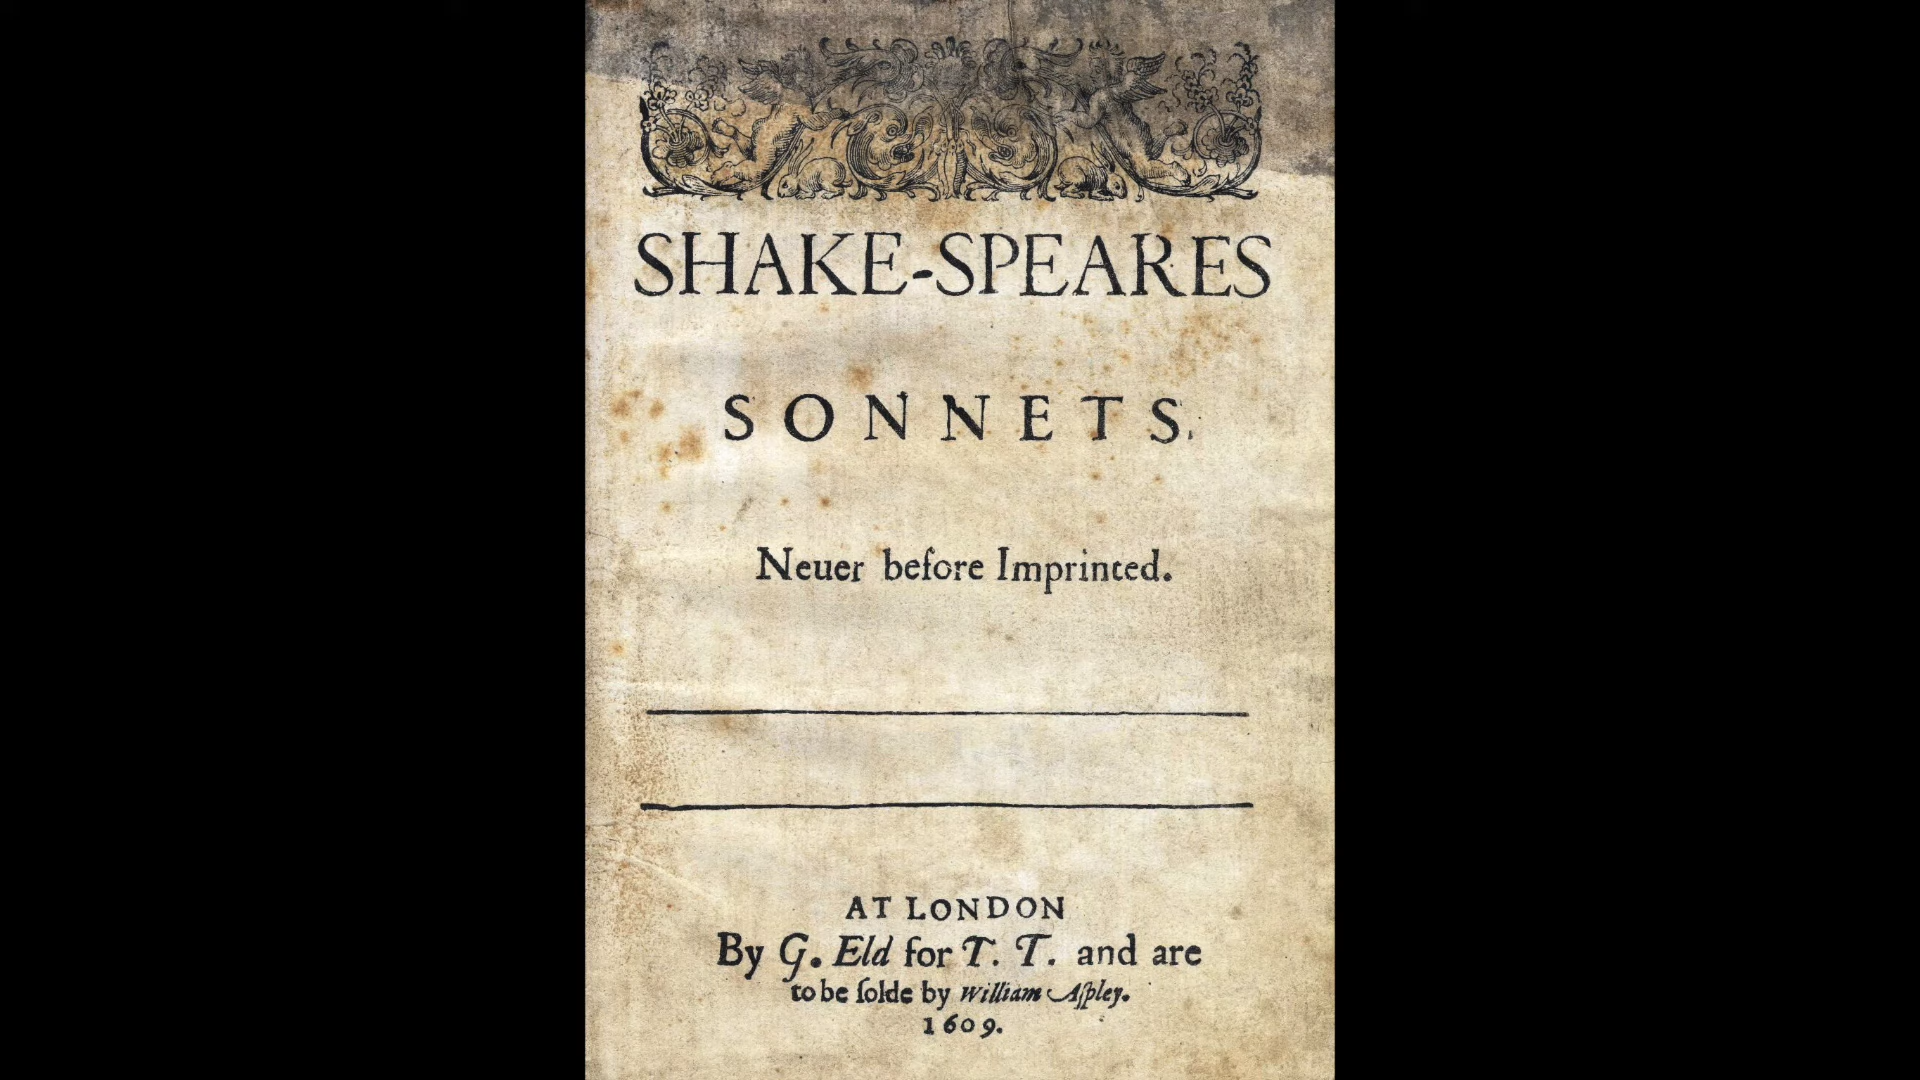 SHAKE-SPEARES
SONNETS.
Neuer before Imprinted.
AT LONDON
By G. Eld for T. T. and are
to be ſolde by William Aſpley.
1609.